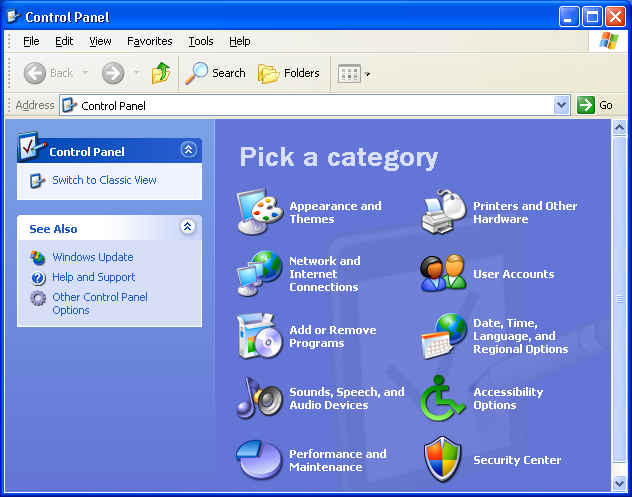 Control Panel
File Edit View Favorites Tools Help
Back Search Folders
Address Control Panel Go
Control Panel
Switch to Classic View
See Also
Windows Update
Help and Support
Other Control Panel
Options
Pick a category
Appearance and
Themes
Printers and Other
Hardware
Network and
Internet
Connections
User Accounts
Add or Remove
Programs
Date, Time,
Language, and
Regional Options
Sounds, Speech, and
Audio Devices
Accessibility
Options
Performance and
Maintenance
Security Center